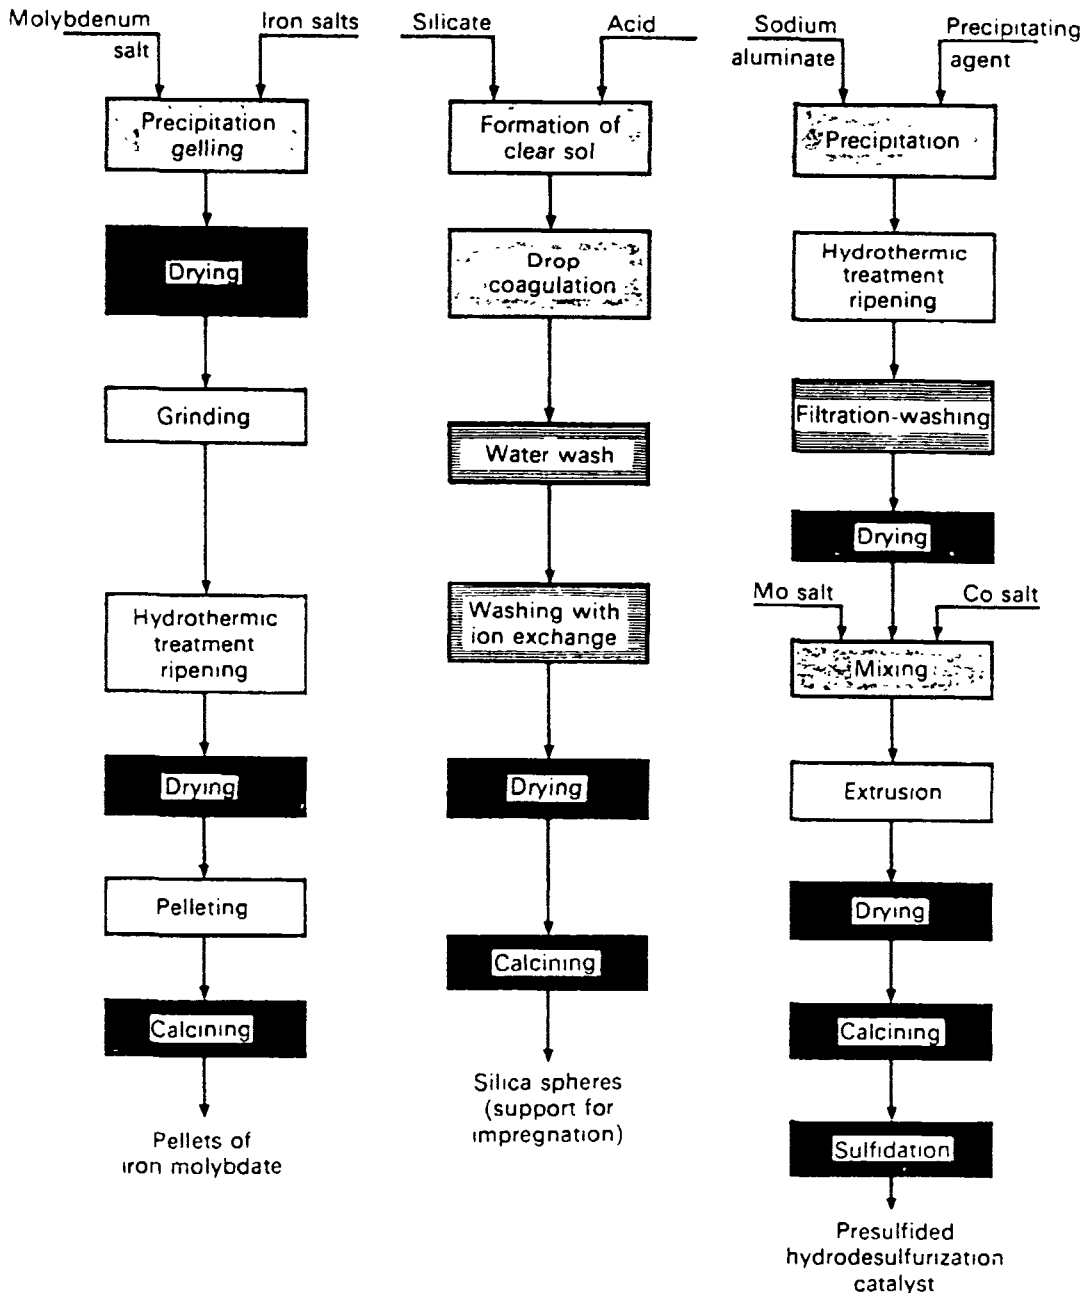 Molybdenum
salt
Iron salts
Precipitation
gelling
Drying
Grinding
Hydrothermic
treatment
ripening
Drying
Pelleting
Calcining
Pellets of
iron molybdate
Silicate
Acid
Formation of
clear sol
Drop
coagulation
Water wash
Washing with
ion exchange
Drying
Calcining
Silica spheres
(support for
impregnation)
Sodium
aluminate
Precipitating
agent
Precipitation
Hydrothermic
treatment
ripening
Filtration-washing
Drying
Mo salt
Co salt
Mixing
Extrusion
Drying
Calcining
Sulfidation
Presulfided
hydrodesulfurization
catalyst